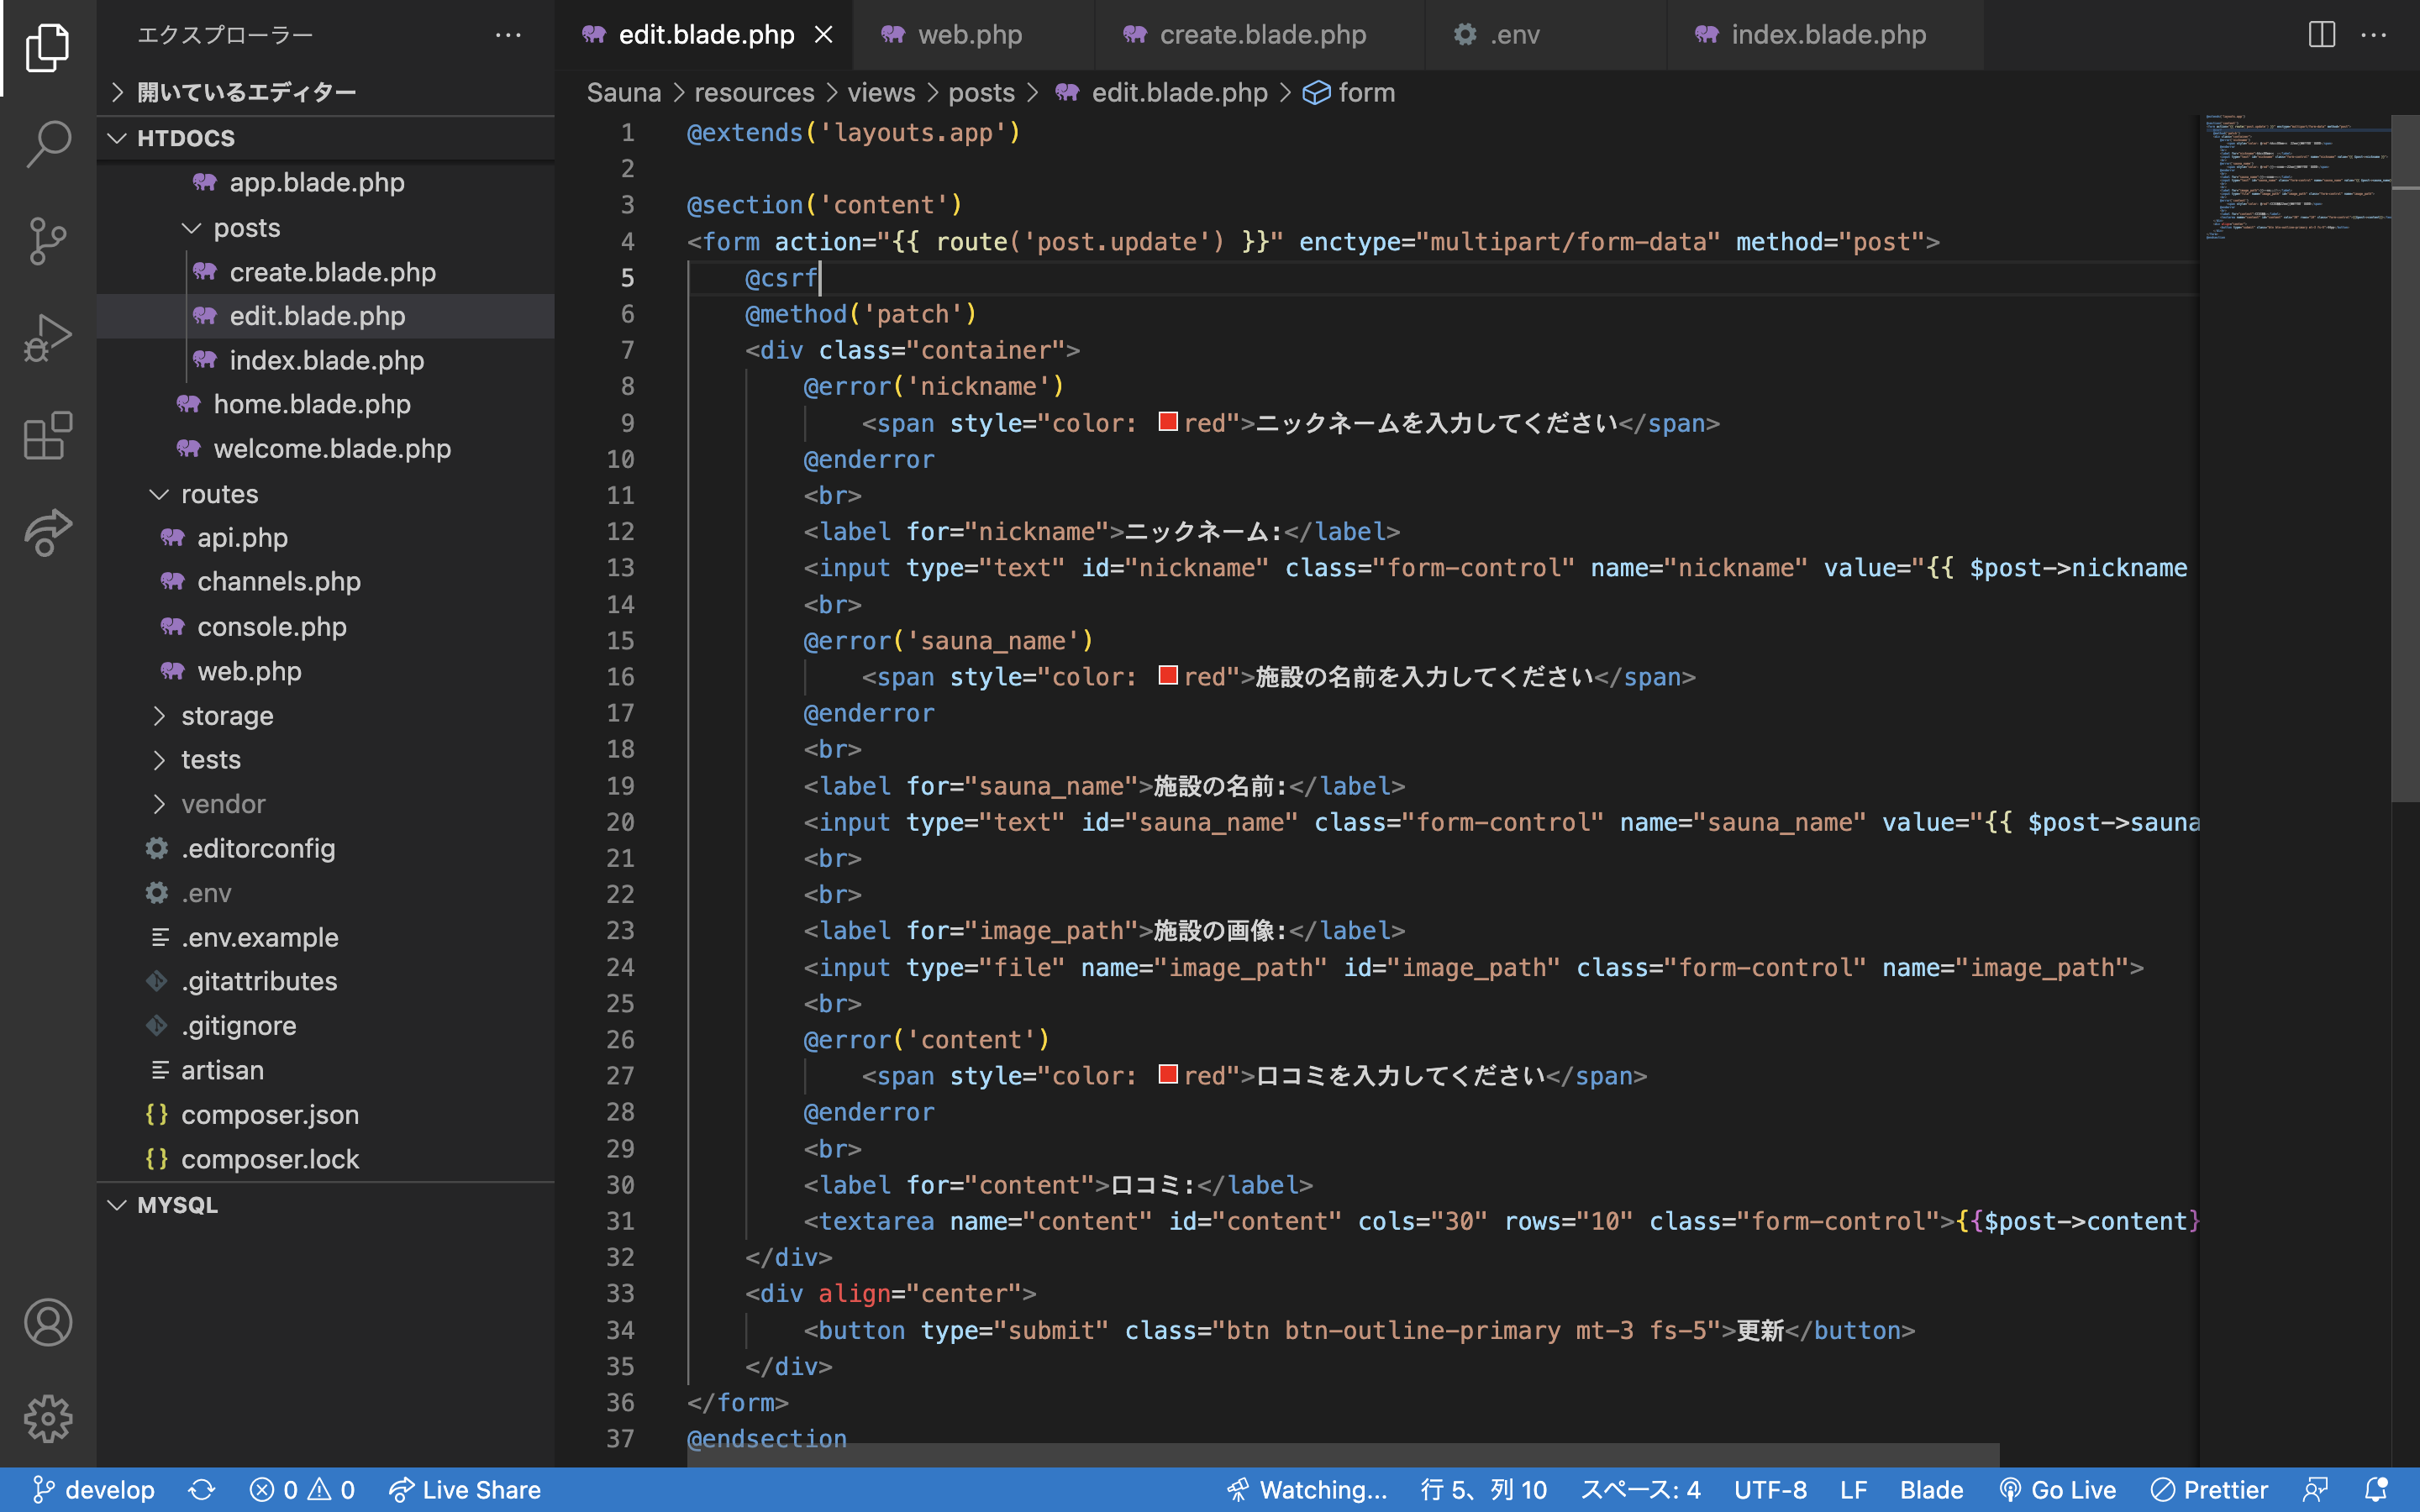 エクスプローラー
開いているエディター
HTDOCS
app.blade.php
posts
create.blade.php
edit.blade.php
index.blade.php
home.blade.php
welcome.blade.php
routes
api.php
channels.php
console.php
web.php
storage
tests
vendor
.editorconfig
.env
.env.example
.gitattributes
.gitignore
artisan
composer.json
composer.lock
MYSQL
edit.blade.php web.php create.blade.php .env index.blade.php
Sauna > resources > views > posts > edit.blade.php > form
1 @extends('layouts.app')
2
3 @section('content')
4 <form action="{{ route('post.update') }}" enctype="multipart/form-data" method="post">
5 @csrf
6 @method('patch')
7 <div class="container">
8 @error('nickname')
9 <span style="color: red">ニックネームを入力してください</span>
10 @enderror
11 <br>
12 <label for="nickname">ニックネーム:</label>
13 <input type="text" id="nickname" class="form-control" name="nickname" value="{{ $post->nickname
14 <br>
15 @error('sauna_name')
16 <span style="color: red">施設の名前を入力してください</span>
17 @enderror
18 <br>
19 <label for="sauna_name">施設の名前:</label>
20 <input type="text" id="sauna_name" class="form-control" name="sauna_name" value="{{ $post->sauna
21 <br>
22 <br>
23 <label for="image_path">施設の画像:</label>
24 <input type="file" name="image_path" id="image_path" class="form-control" name="image_path">
25 <br>
26 @error('content')
27 <span style="color: red">口コミを入力してください</span>
28 @enderror
29 <br>
30 <label for="content">口コミ:</label>
31 <textarea name="content" id="content" cols="30" rows="10" class="form-control">{{$post->content}
32 </div>
33 <div align="center">
34 <button type="submit" class="btn btn-outline-primary mt-3 fs-5">更新</button>
35 </div>
36 </form>
37 @endsection
develop 0 0 Live Share Watching... 行 5、列 10 スペース: 4 UTF-8 LF Blade Go Live Prettier